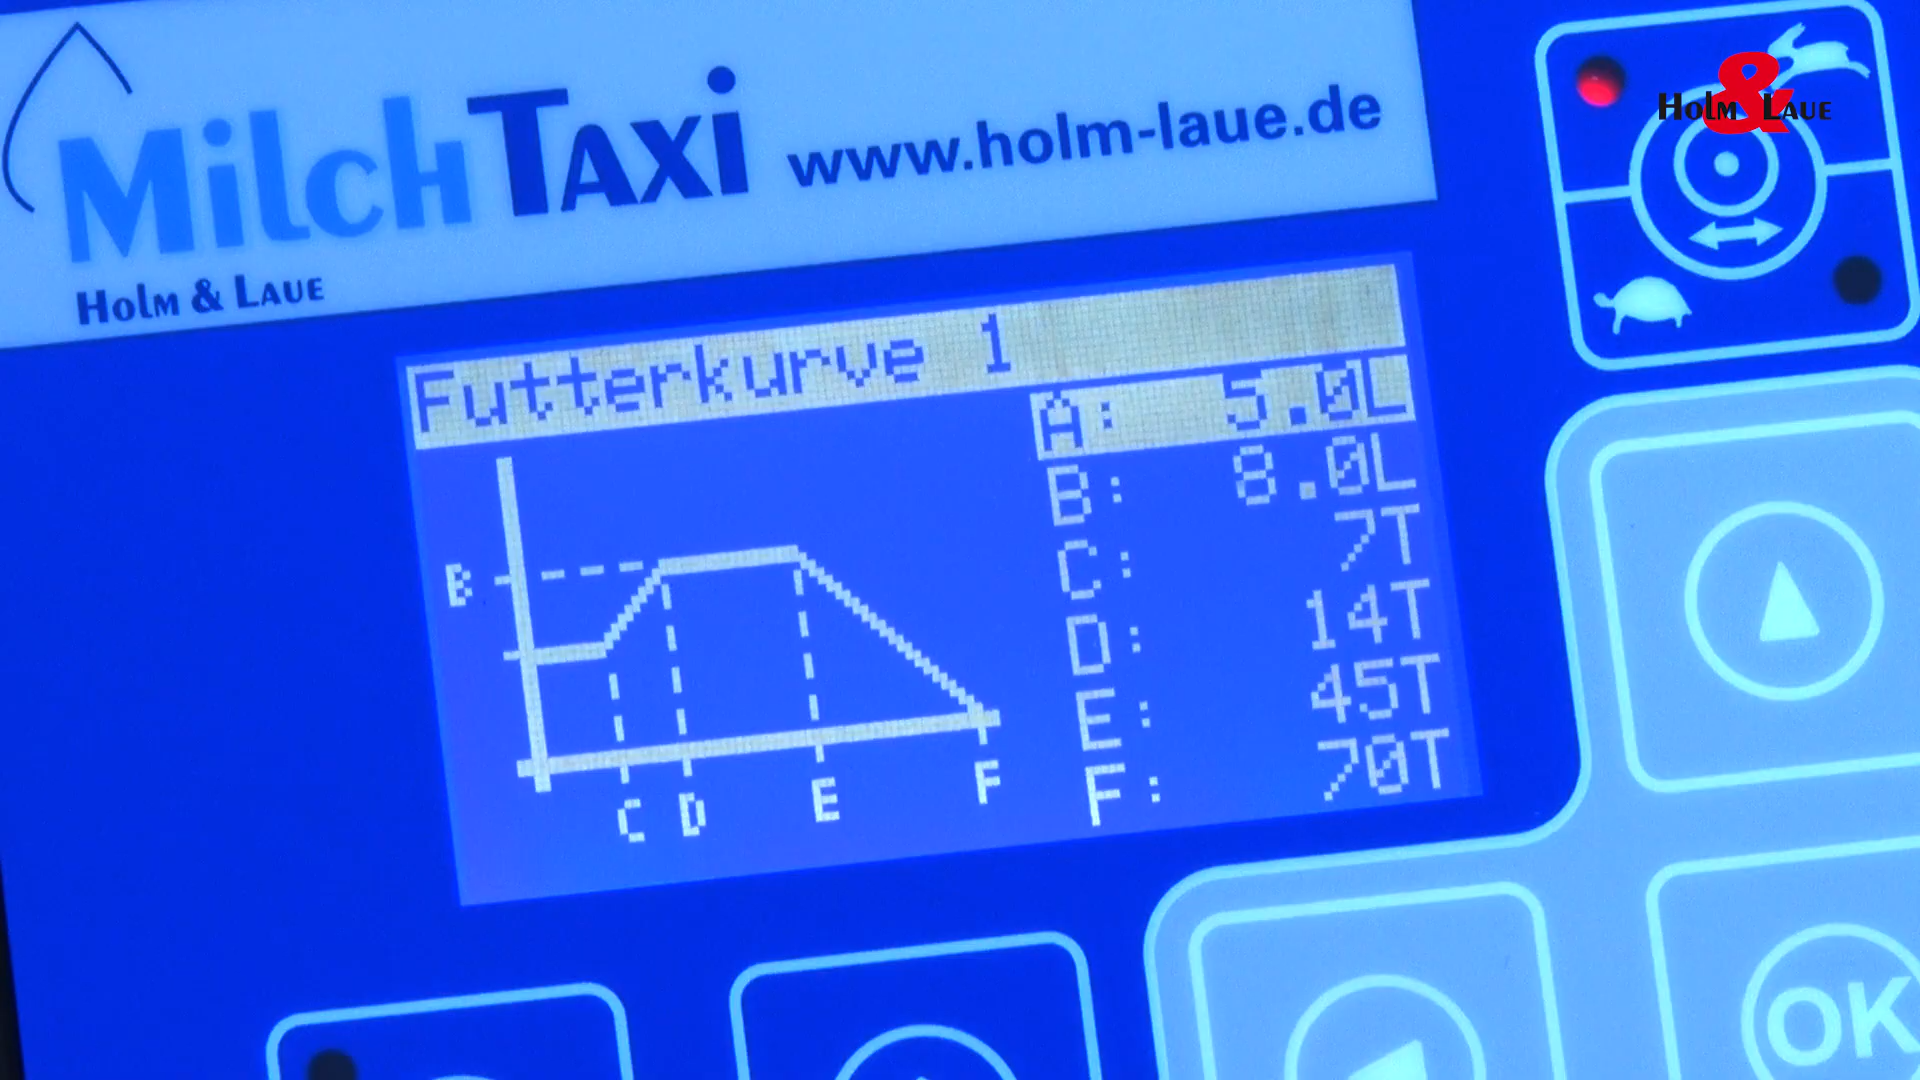 MilchTaxi www.holm-laue.de
Holm & Laue
Holm & Laue
Futterkurve 1
A: 5.0L
B: 8.0L
C: 7T
D: 14T
E: 45T
F: 70T
B
C D E F
OK